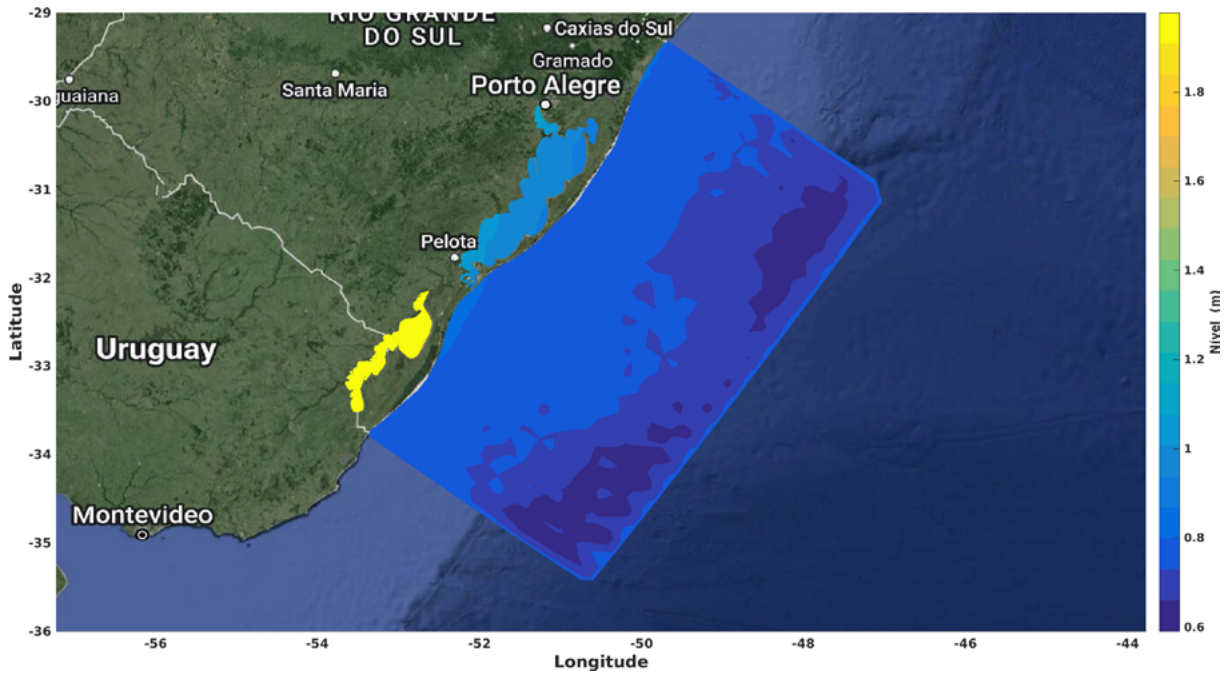 RIO GRANDE
DO SUL
Caxias do Sul
Gramado
Porto Alegre
Santa Maria
guaiana
Pelota
Uruguay
Montevideo
-29
-30
-31
-32
-33
-34
-35
-36
Latitude
-56
-54
-52
-50
-48
-46
-44
Longitude
1.8
1.6
1.4
1.2
1
0.8
0.6
Nível (m)